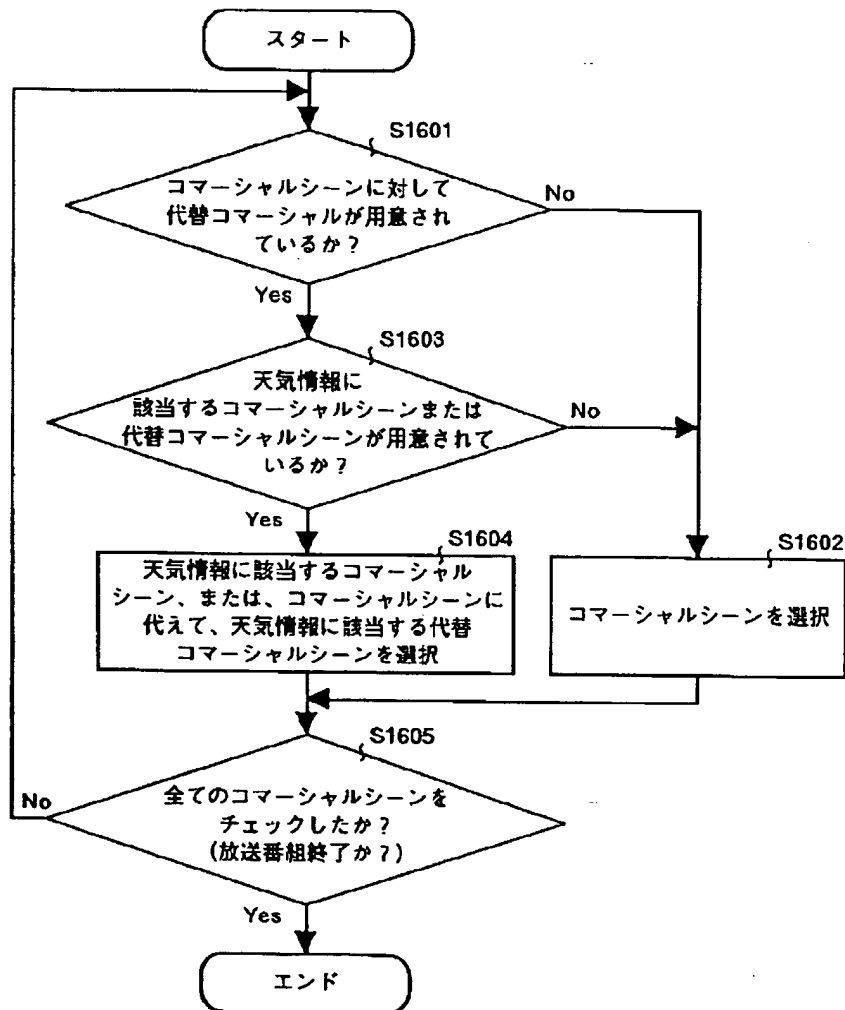 スタート
S1601
コマーシャルシーンに対して
代替コマーシャルが用意され
ているか？
No
Yes
S1603
天気情報に
該当するコマーシャルシーンまたは
代替コマーシャルシーンが用意されて
いるか？
No
Yes
S1604
天気情報に該当するコマーシャル
シーン、または、コマーシャルシーンに
代えて、天気情報に該当する代替
コマーシャルシーンを選択
S1602
コマーシャルシーンを選択
S1605
全てのコマーシャルシーンを
チェックしたか？
(放送番組終了か？)
No
Yes
エンド